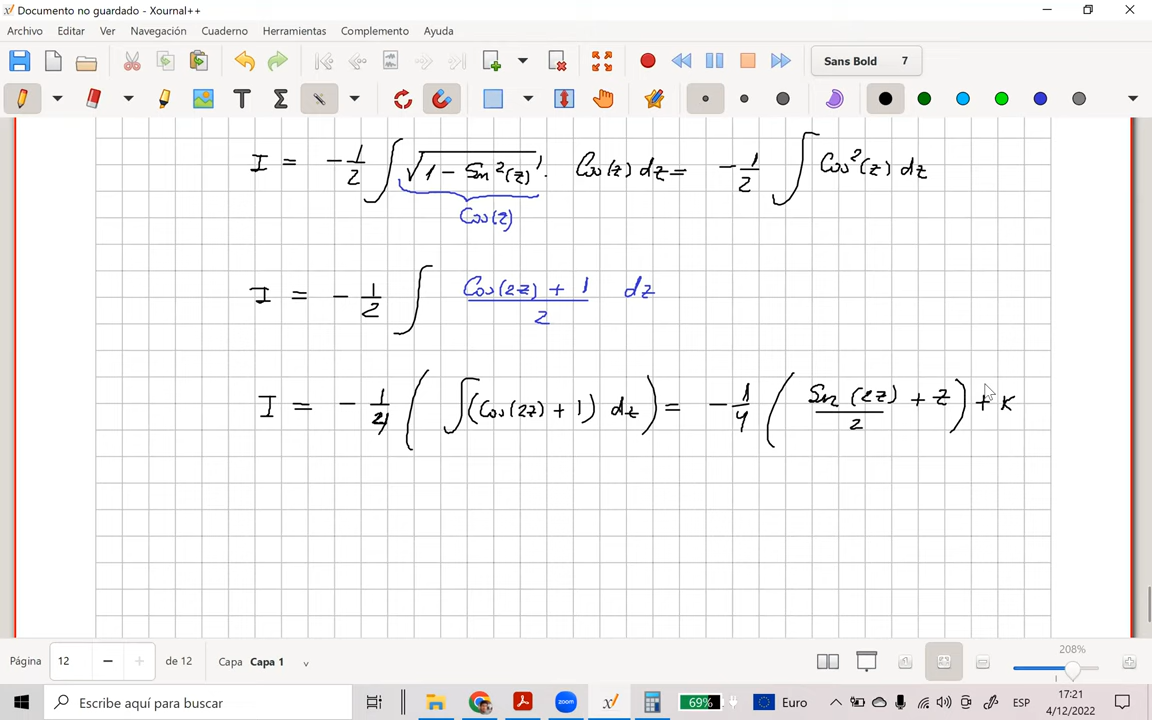 Documento no guardado - Xournal++
Archivo Editar Ver Navegación Cuaderno Herramientas Complemento Ayuda
Sans Bold 7
I = -1/2 ∫ √(1 - Sen²(z)) . Cos(z) dz = -1/2 ∫ Cos²(z) dz
Cos(z)
I = -1/2 ∫ (Cos(2z) + 1)/2 dz
I = -1/4 ( ∫ (Cos(2z) + 1) dz ) = -1/4 ( Sen(2z)/2 + z ) + K
Página 12 de 12 Capa Capa 1 208%
Escribe aquí para buscar 69% Euro ESP 17:21
4/12/2022